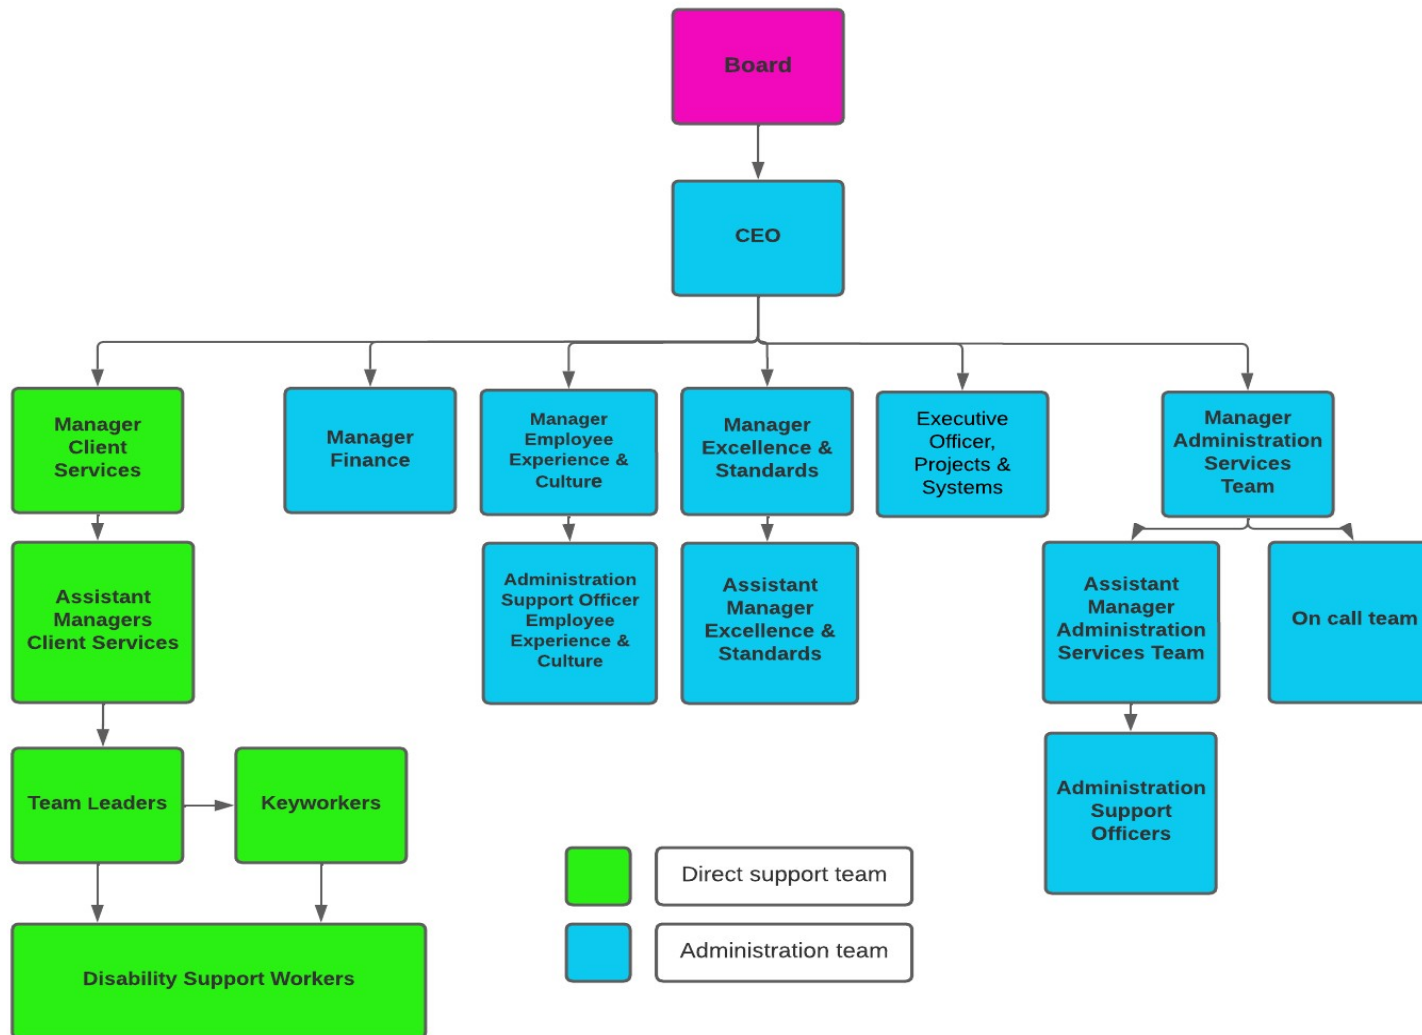 Board
CEO
Manager
Client
Services
Manager
Finance
Manager
Employee
Experience &
Culture
Manager
Excellence &
Standards
Executive
Officer,
Projects &
Systems
Manager
Administration
Services
Team
Assistant
Managers
Client Services
Administration
Support Officer
Employee
Experience &
Culture
Assistant
Manager
Excellence &
Standards
Assistant
Manager
Administration
Services Team
On call team
Team Leaders
Keyworkers
Administration
Support
Officers
Direct support team
Administration team
Disability Support Workers